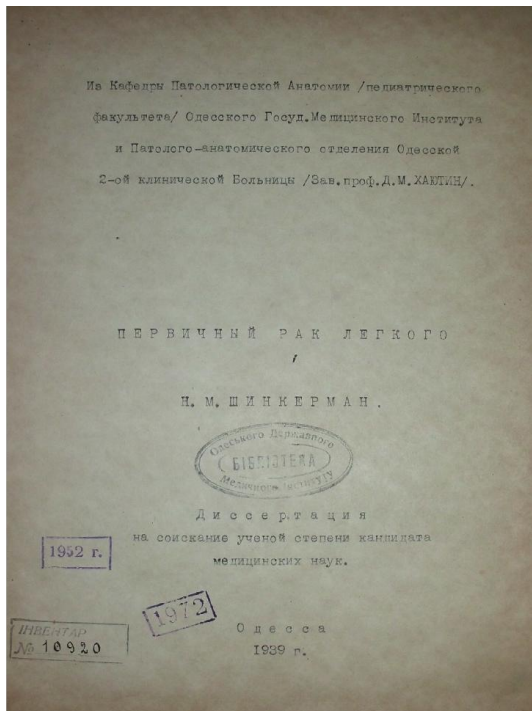 Из Кафедры Патологической Анатомии /педиатрического
факультета/ Одесского Госуд.Медицинского Института
и Патолого-анатомического отделения Одесской
2-ой клинической Больницы /Зав.проф.Д.М.ХАЮТИН/.
ПЕРВИЧНЫЙ РАК ЛЕГКОГО
Н.М.ШИНКЕРМАН.
Одеського Державного
БІБЛІОТЕКА
Медичного Інституту
Диссертация
на соискание ученой степени кандидата
медицинских наук.
1952 г.
1972
ІНВЕНТАР
№ 10920
Одесса
1939 г.